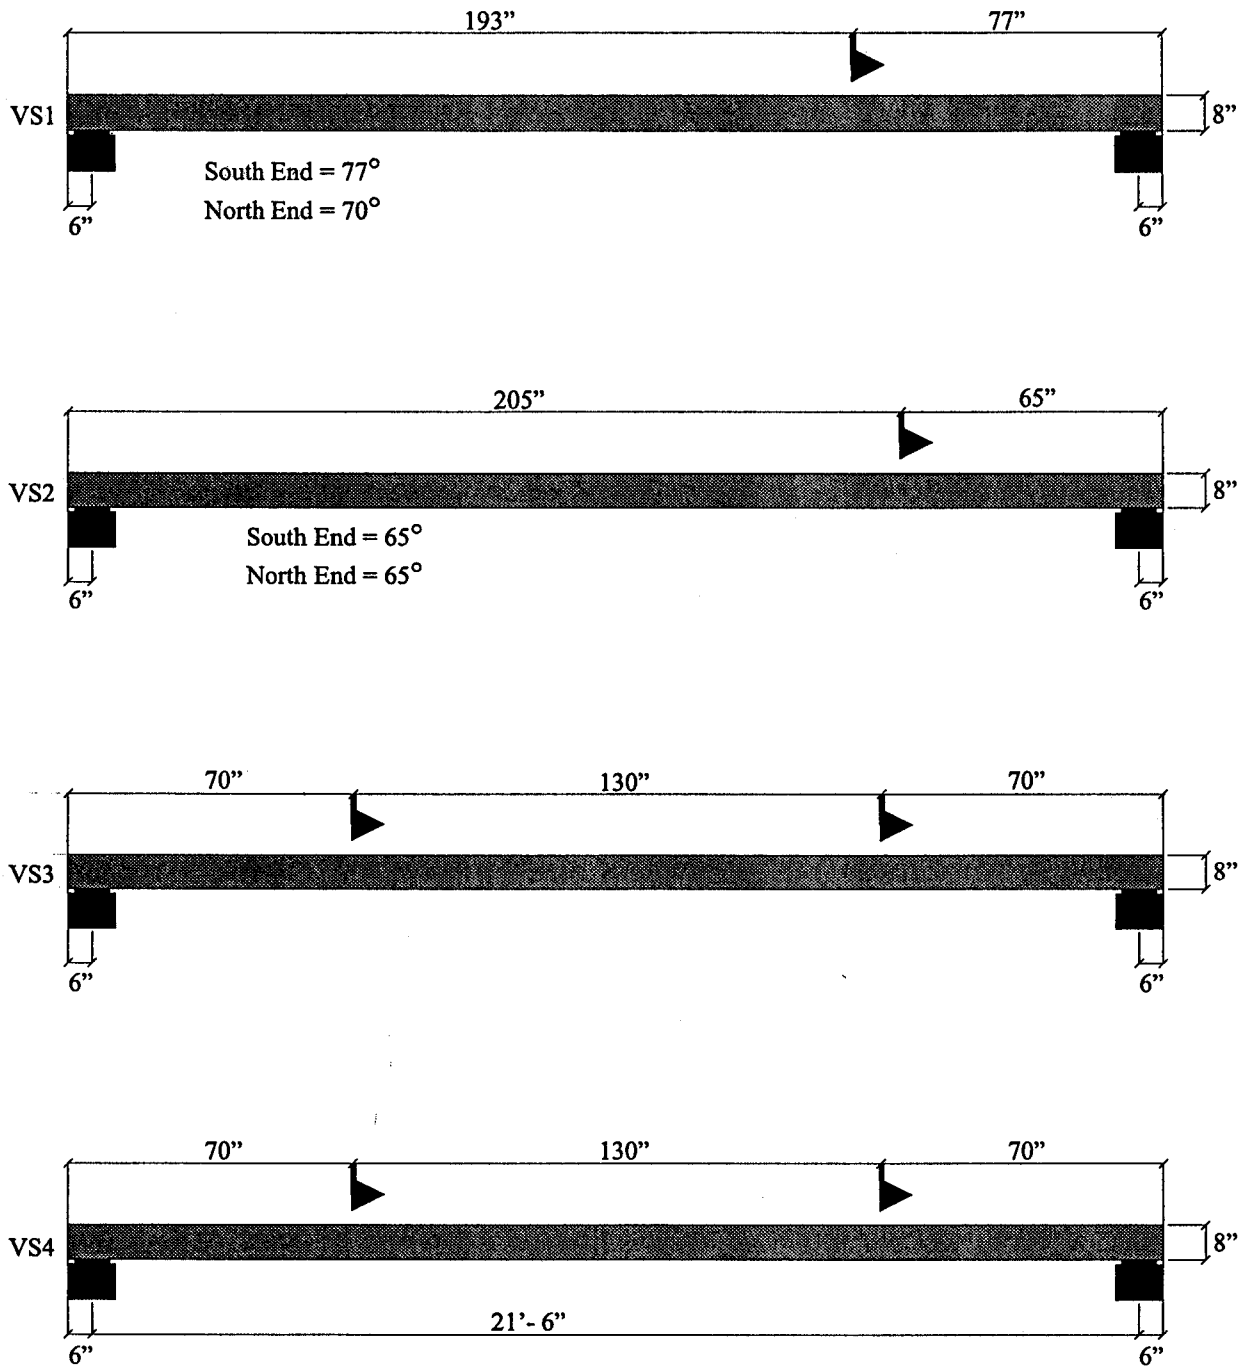 193” 77”
VS1 8”
South End = 77°
North End = 70°
6” 6”
205” 65”
VS2 8”
South End = 65°
North End = 65°
6” 6”
70” 130” 70”
VS3 8”
6” 6”
70” 130” 70”
VS4 8”
21’- 6”
6” 6”